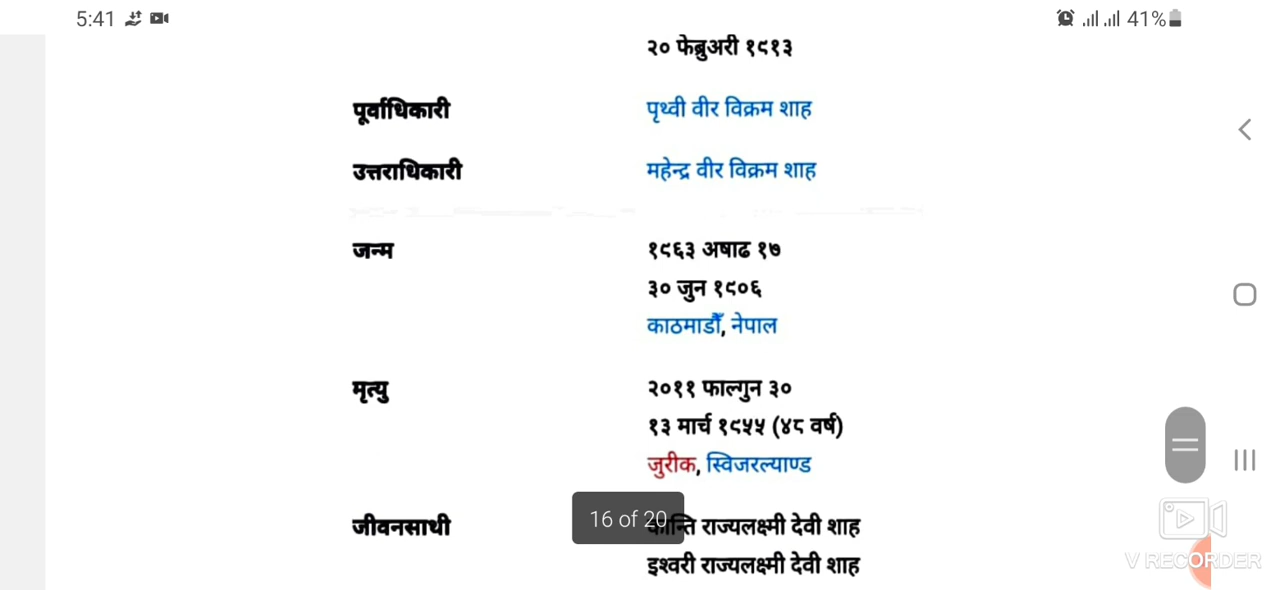 5:41 41%
२० फेब्रुअरी १९१३
पूर्वाधिकारी पृथ्वी वीर विक्रम शाह
उत्तराधिकारी महेन्द्र वीर विक्रम शाह
जन्म १९६३ अषाढ १७
३० जुन १९०६
काठमाडौँ, नेपाल
मृत्यु २०११ फाल्गुन ३०
१३ मार्च १९५५ (४८ वर्ष)
जुरीक, स्विजरल्याण्ड
16 of 20
जीवनसाथी कान्ति राज्यलक्ष्मी देवी शाह
इश्वरी राज्यलक्ष्मी देवी शाह
V RECORDER